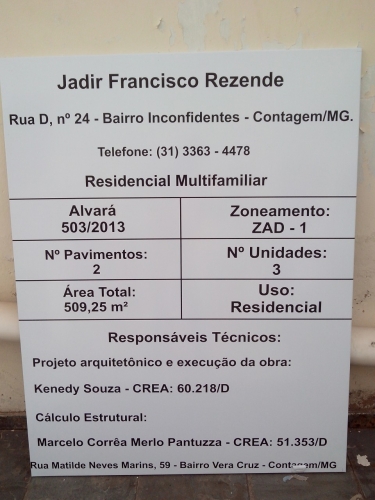 Jadir Francisco Rezende
Rua D, nº 24 - Bairro Inconfidentes - Contagem/MG.
Telefone: (31) 3363 - 4478
Residencial Multifamiliar
Alvará
503/2013
Zoneamento:
ZAD - 1
Nº Pavimentos:
2
Nº Unidades:
3
Área Total:
509,25 m²
Uso:
Residencial
Responsáveis Técnicos:
Projeto arquitetônico e execução da obra:
Kenedy Souza - CREA: 60.218/D
Cálculo Estrutural:
Marcelo Corrêa Merlo Pantuzza - CREA: 51.353/D
Rua Matilde Neves Marins, 59 - Bairro Vera Cruz - Contagem/MG